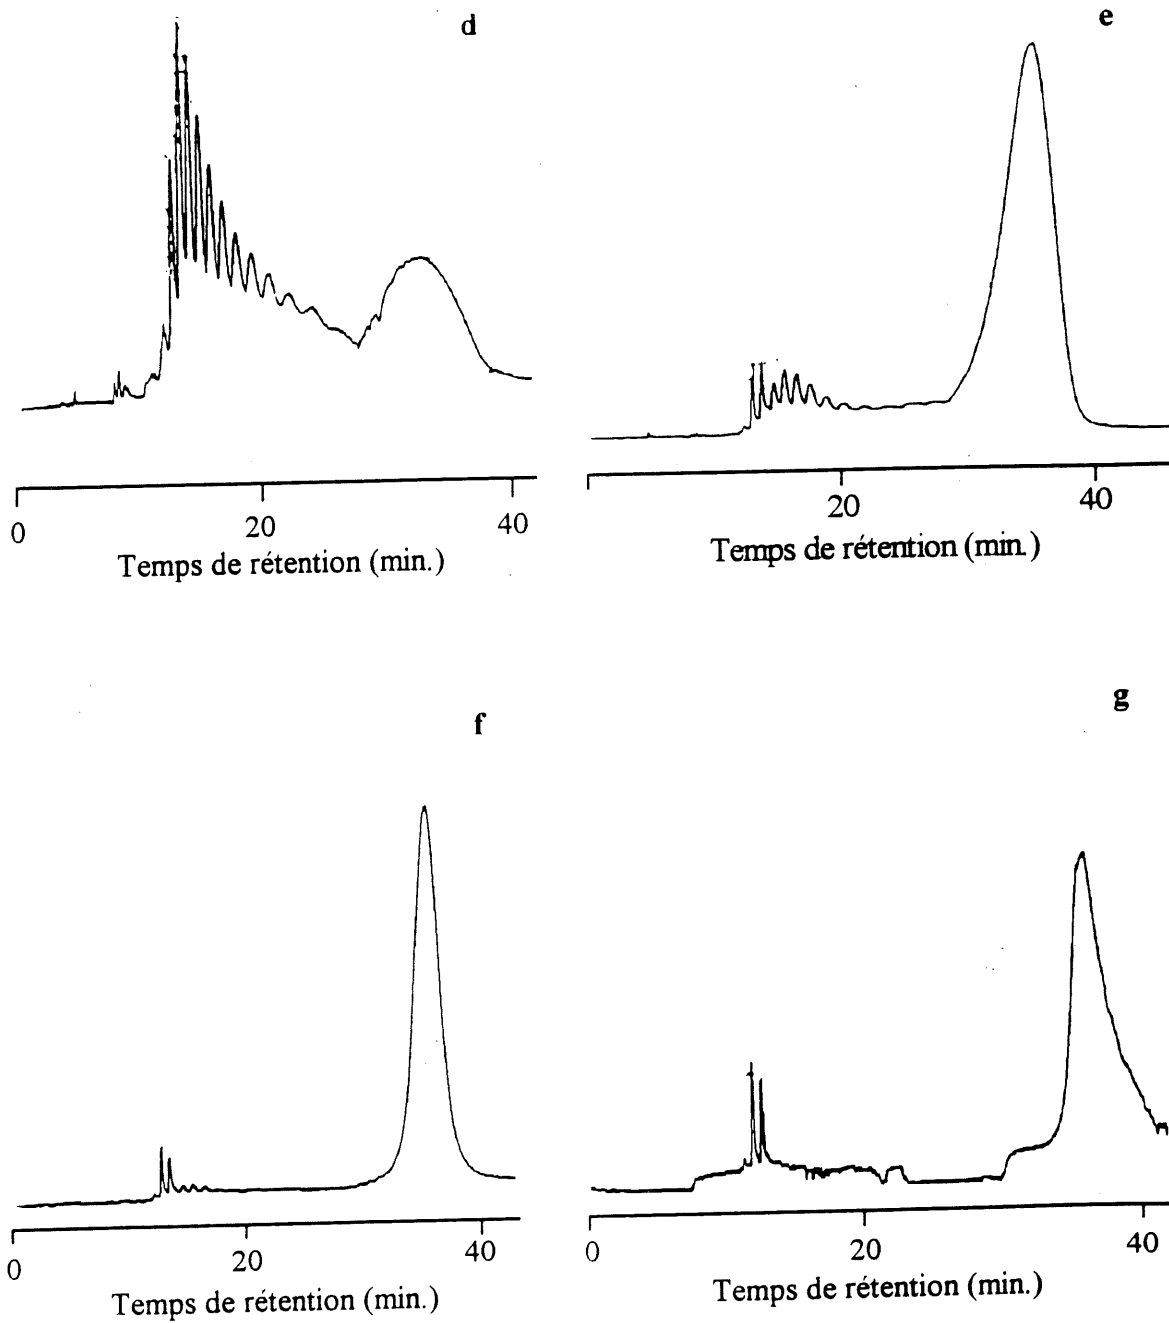 d
0 20 40
Temps de rétention (min.)
e
20 40
Temps de rétention (min.)
f
0 20 40
Temps de rétention (min.)
g
0 20 40
Temps de rétention (min.)